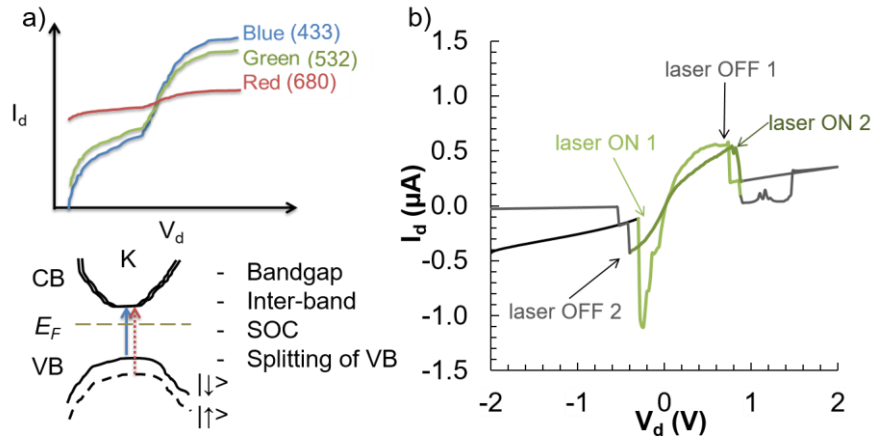 a)
Blue (433)
Green (532)
Red (680)
I_d
V_d
K
CB
E_F
VB
|↓>
|↑>
- Bandgap
- Inter-band
- SOC
- Splitting of VB
b)
1.5
1.0
0.5
0.0
-0.5
-1.0
-1.5
I_d (µA)
laser OFF 1
laser ON 2
laser ON 1
laser OFF 2
-2
-1
0
1
2
V_d (V)